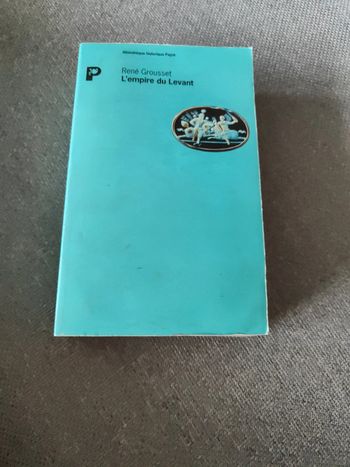 Bibliothèque historique Payot
P
René Grousset
L'empire du Levant